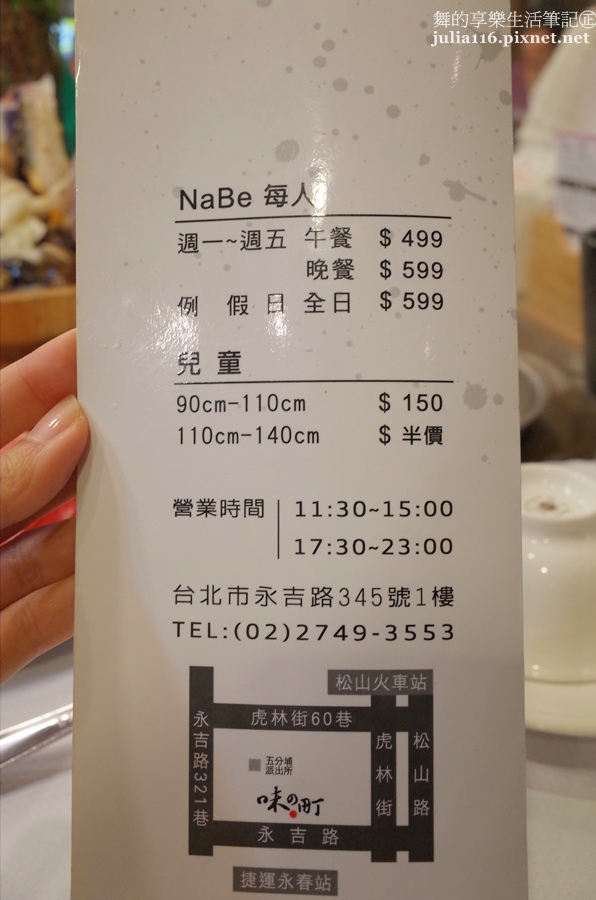 舞的享樂生活筆記㊣
julia116.pixnet.net
NaBe 每人
週一~週五 午餐 $ 499
晚餐 $ 599
例 假 日 全日 $ 599
兒童
90cm-110cm $ 150
110cm-140cm $ 半價
營業時間 11:30~15:00
17:30~23:00
台北市永吉路345號1樓
TEL:(02)2749-3553
松山火車站
虎林街60巷
永吉路321巷
虎林街
松山路
五分埔
派出所
味の町
永吉路
捷運永春站